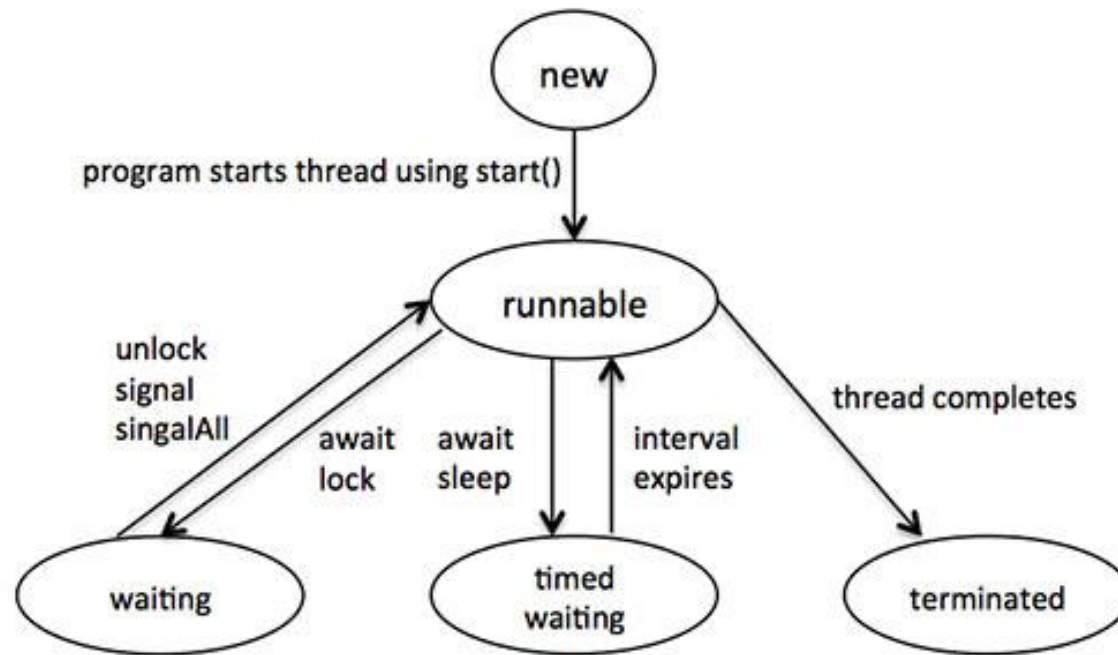 new
program starts thread using start()
runnable
unlock
signal
singalAll
await
lock
await
sleep
interval
expires
thread completes
waiting
timed
waiting
terminated